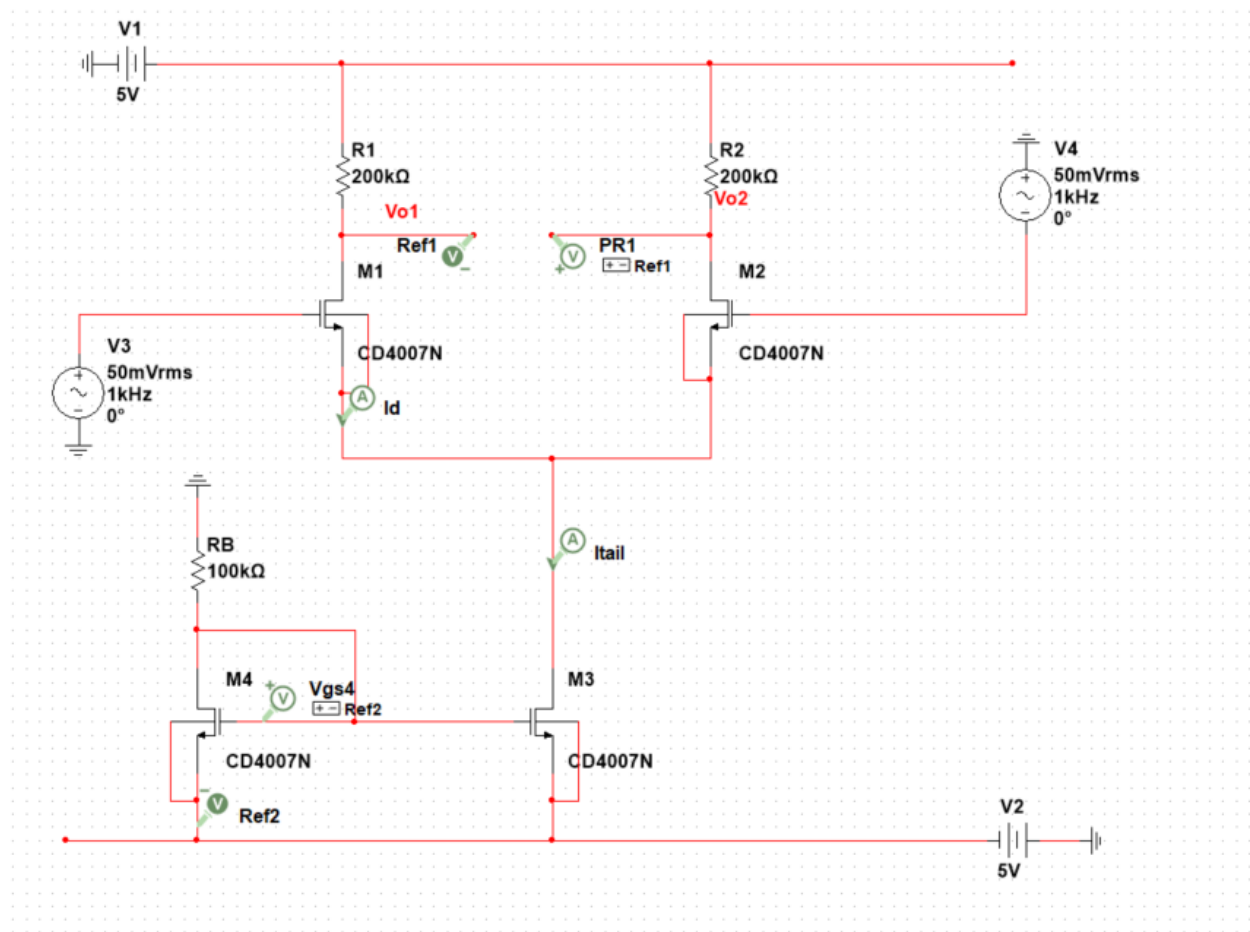 V1
5V
R1
200kΩ
R2
200kΩ
V4
50mVrms
1kHz
0°
Vo1
Vo2
Ref1
V
V
PR1
+ - Ref1
M1
M2
CD4007N
CD4007N
V3
50mVrms
1kHz
0°
A
Id
A
Itail
RB
100kΩ
M4
V
Vgs4
+ - Ref2
M3
CD4007N
CD4007N
V
Ref2
V2
5V